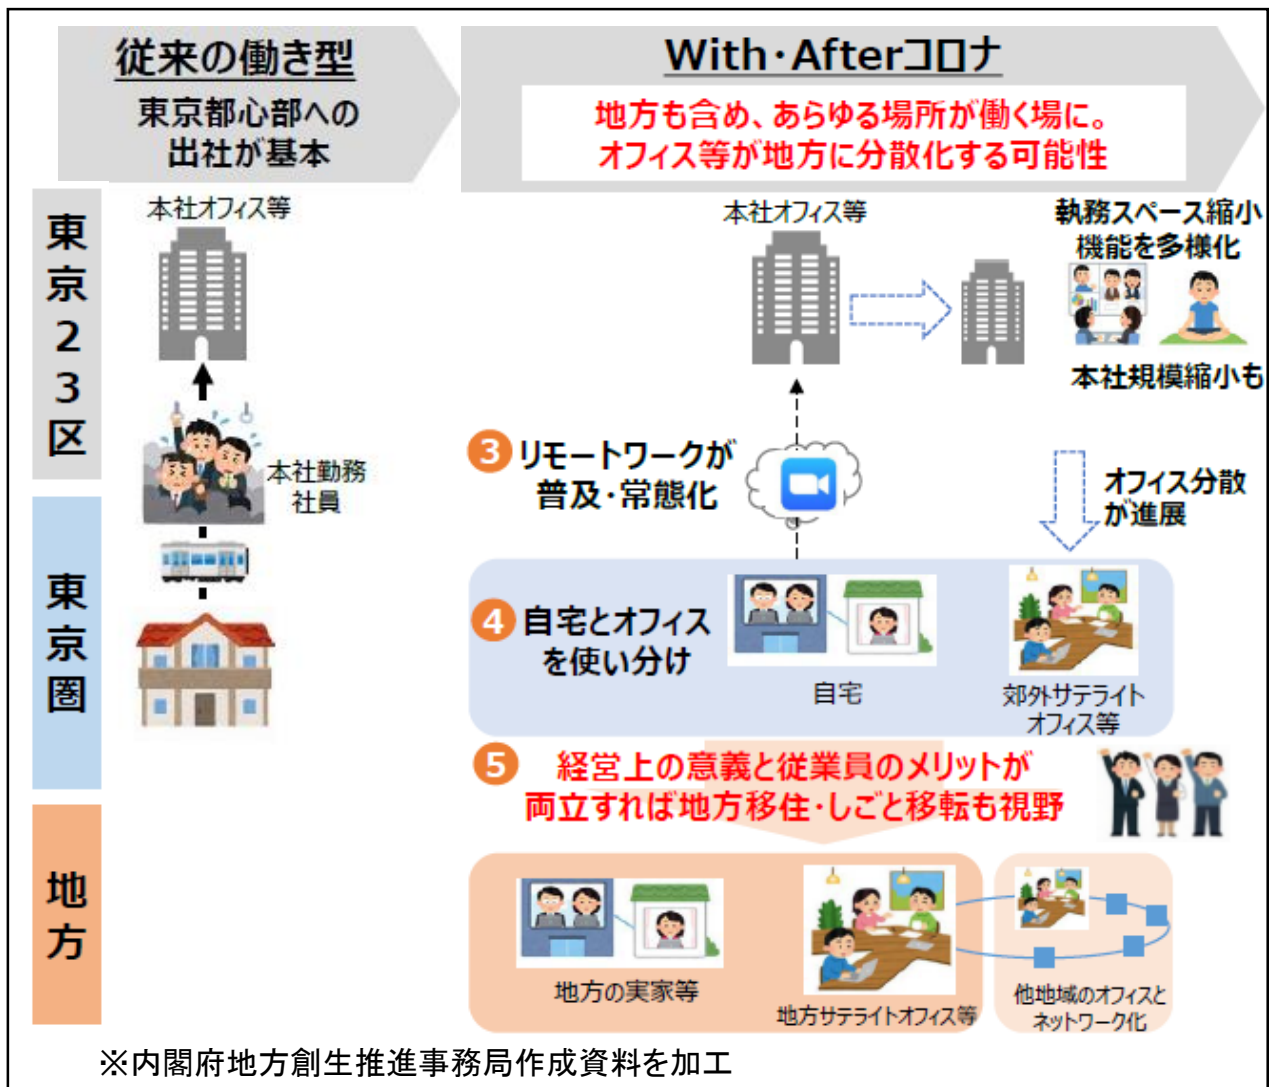 従来の働き型
東京都心部への
出社が基本
With・Afterコロナ
地方も含め、あらゆる場所が働く場に。
オフィス等が地方に分散化する可能性
東京23区
本社オフィス等
本社勤務
社員
本社オフィス等
執務スペース縮小
機能を多様化
本社規模縮小も
3 リモートワークが
普及・常態化
オフィス分散
が進展
東京圏
4 自宅とオフィス
を使い分け
自宅
郊外サテライト
オフィス等
5 経営上の意義と従業員のメリットが
両立すれば地方移住・しごと移転も視野
地方
地方の実家等
地方サテライトオフィス等
他地域のオフィスと
ネットワーク化
※内閣府地方創生推進事務局作成資料を加工